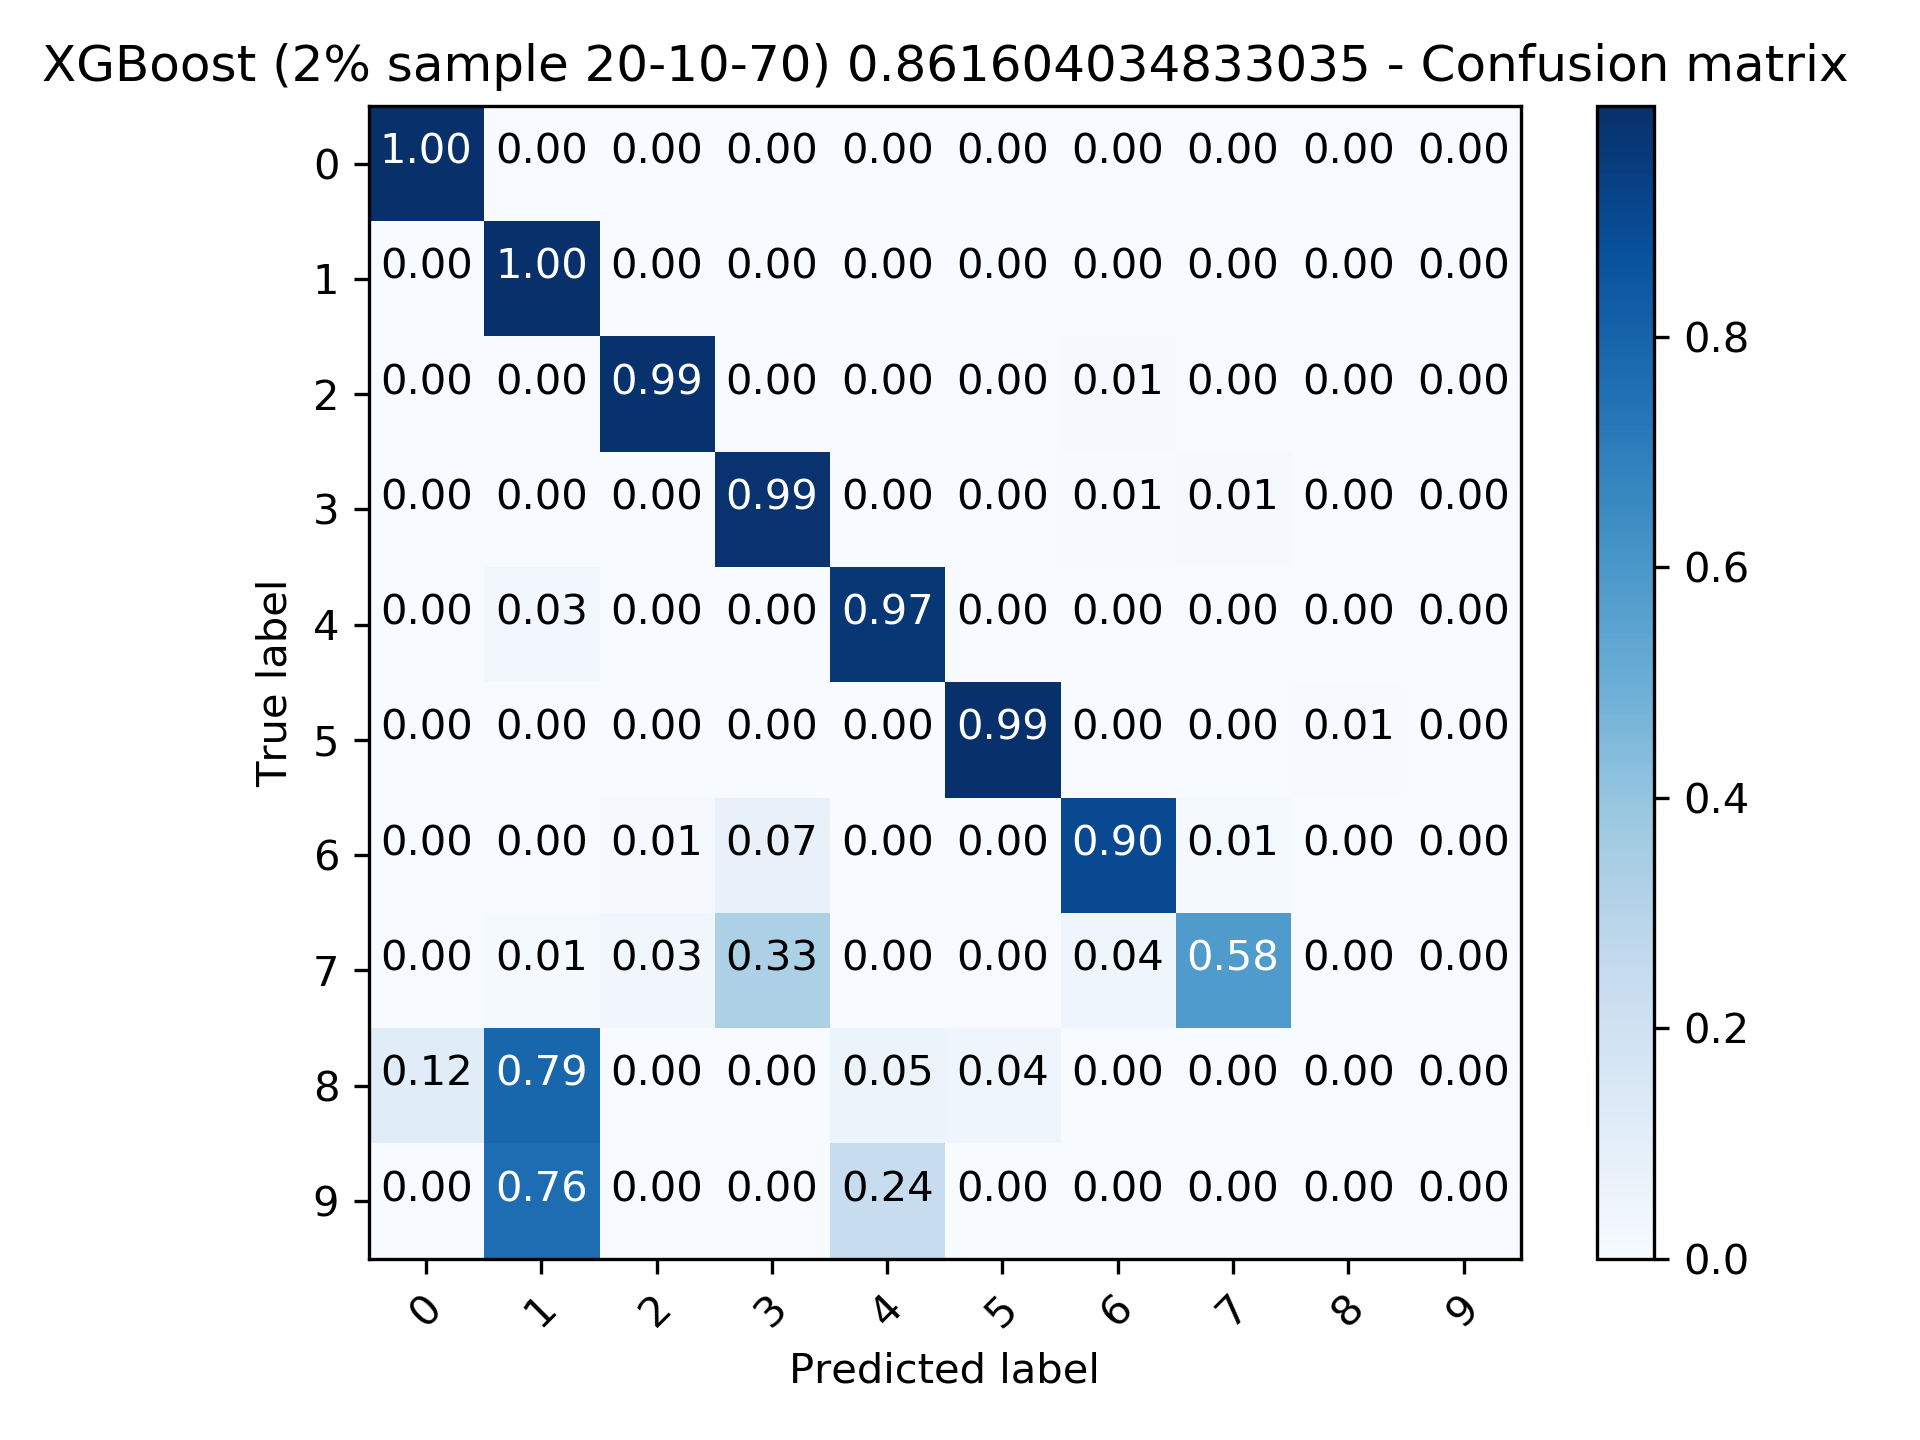 XGBoost (2% sample 20-10-70) 0.861604034833035 - Confusion matrix
0 1.00 0.00 0.00 0.00 0.00 0.00 0.00 0.00 0.00 0.00
1 0.00 1.00 0.00 0.00 0.00 0.00 0.00 0.00 0.00 0.00
2 0.00 0.00 0.99 0.00 0.00 0.00 0.01 0.00 0.00 0.00
3 0.00 0.00 0.00 0.99 0.00 0.00 0.01 0.01 0.00 0.00
4 0.00 0.03 0.00 0.00 0.97 0.00 0.00 0.00 0.00 0.00
5 0.00 0.00 0.00 0.00 0.00 0.99 0.00 0.00 0.01 0.00
6 0.00 0.00 0.01 0.07 0.00 0.00 0.90 0.01 0.00 0.00
7 0.00 0.01 0.03 0.33 0.00 0.00 0.04 0.58 0.00 0.00
8 0.12 0.79 0.00 0.00 0.05 0.04 0.00 0.00 0.00 0.00
9 0.00 0.76 0.00 0.00 0.24 0.00 0.00 0.00 0.00 0.00
True label
0 1 2 3 4 5 6 7 8 9
Predicted label
0.8
0.6
0.4
0.2
0.0